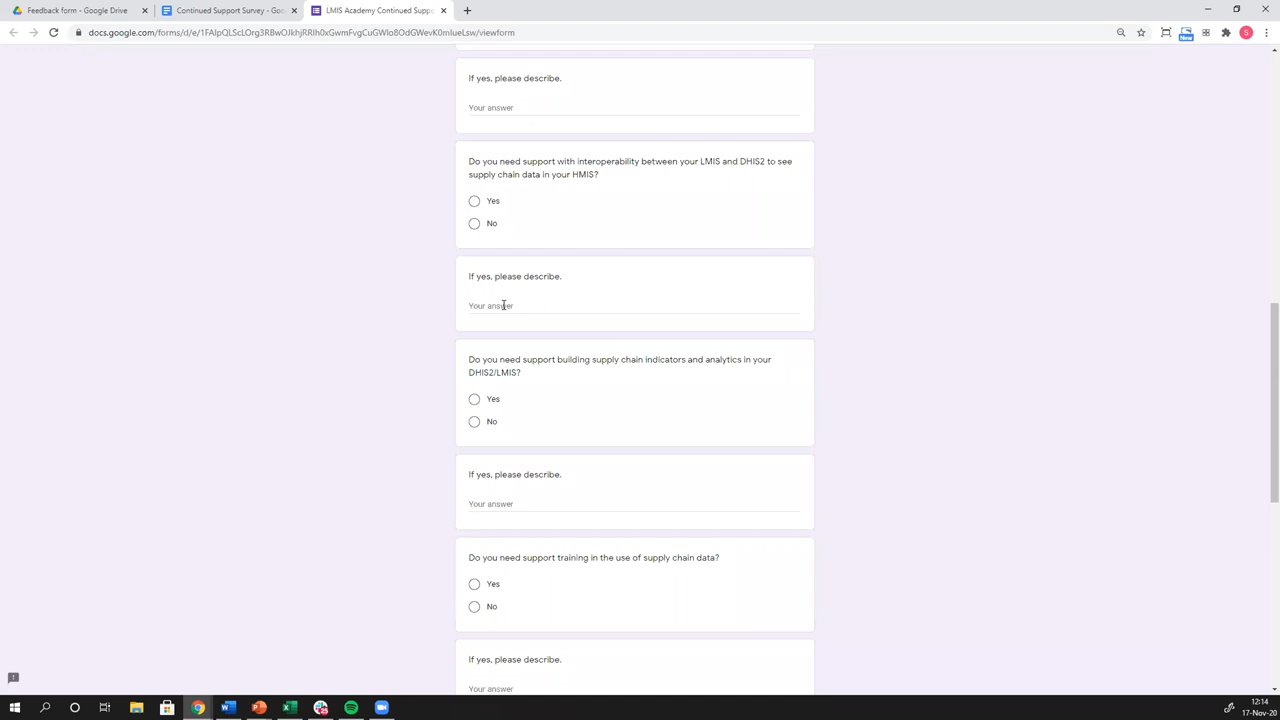 Feedback form - Google Drive
Continued Support Survey - Goo
LMIS Academy Continued Suppo
docs.google.com/forms/d/e/1FAIpQLScLOrg3RBwOJkhjRRIh0xGwmFvgCuGWIo8OdGWevK0mIueLsw/viewform
New
S
If yes, please describe.
Your answer
Do you need support with interoperability between your LMIS and DHIS2 to see
supply chain data in your HMIS?
Yes
No
If yes, please describe.
Your answer
Do you need support building supply chain indicators and analytics in your
DHIS2/LMIS?
Yes
No
If yes, please describe.
Your answer
Do you need support training in the use of supply chain data?
Yes
No
If yes, please describe.
Your answer
12:14
17-Nov-20